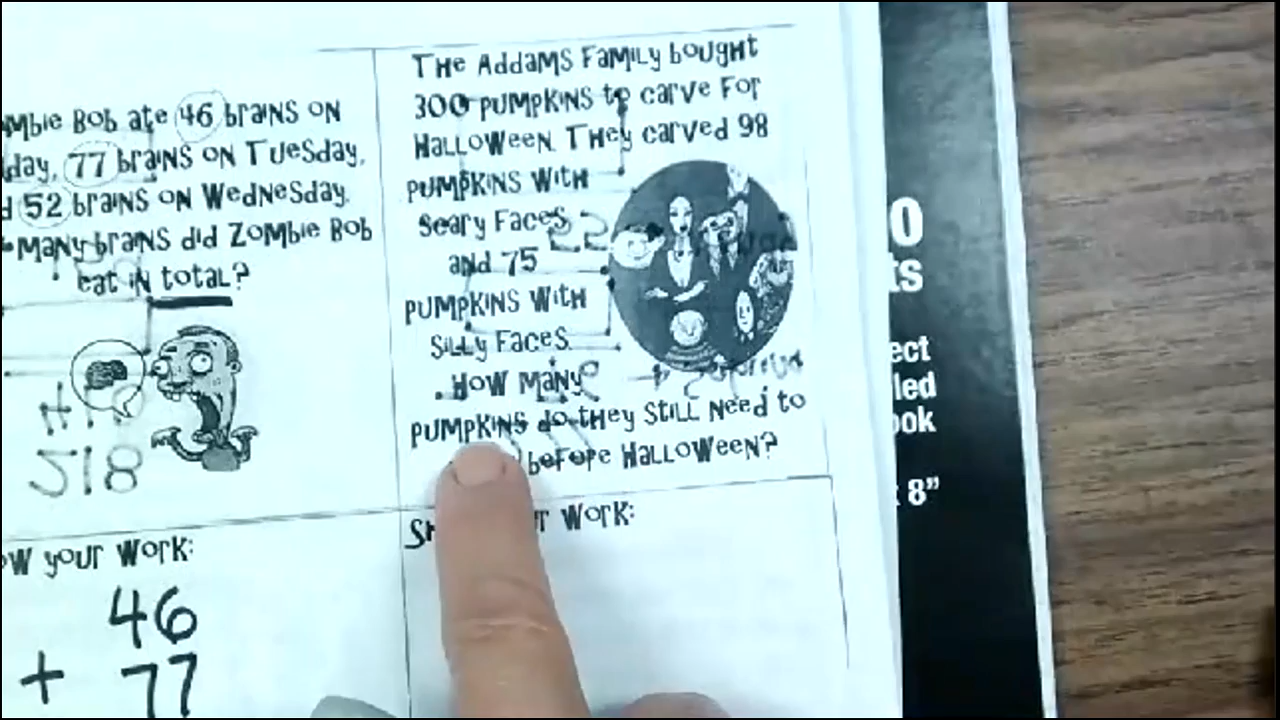 ombie Bob ate 46 brains on
day, 77 brains on Tuesday,
d 52 brains on Wednesday.
Many brains did Zombie Bob
eat in total?
ow your work:
46
+ 77
The Addams Family bought
300 pumpkins to carve for
Halloween. They carved 98
pumpkins with
scary faces
and 75
pumpkins with
silly faces.
How many
pumpkins do they still need to
before Halloween?
work:
0
ts
ect
led
ook
8”